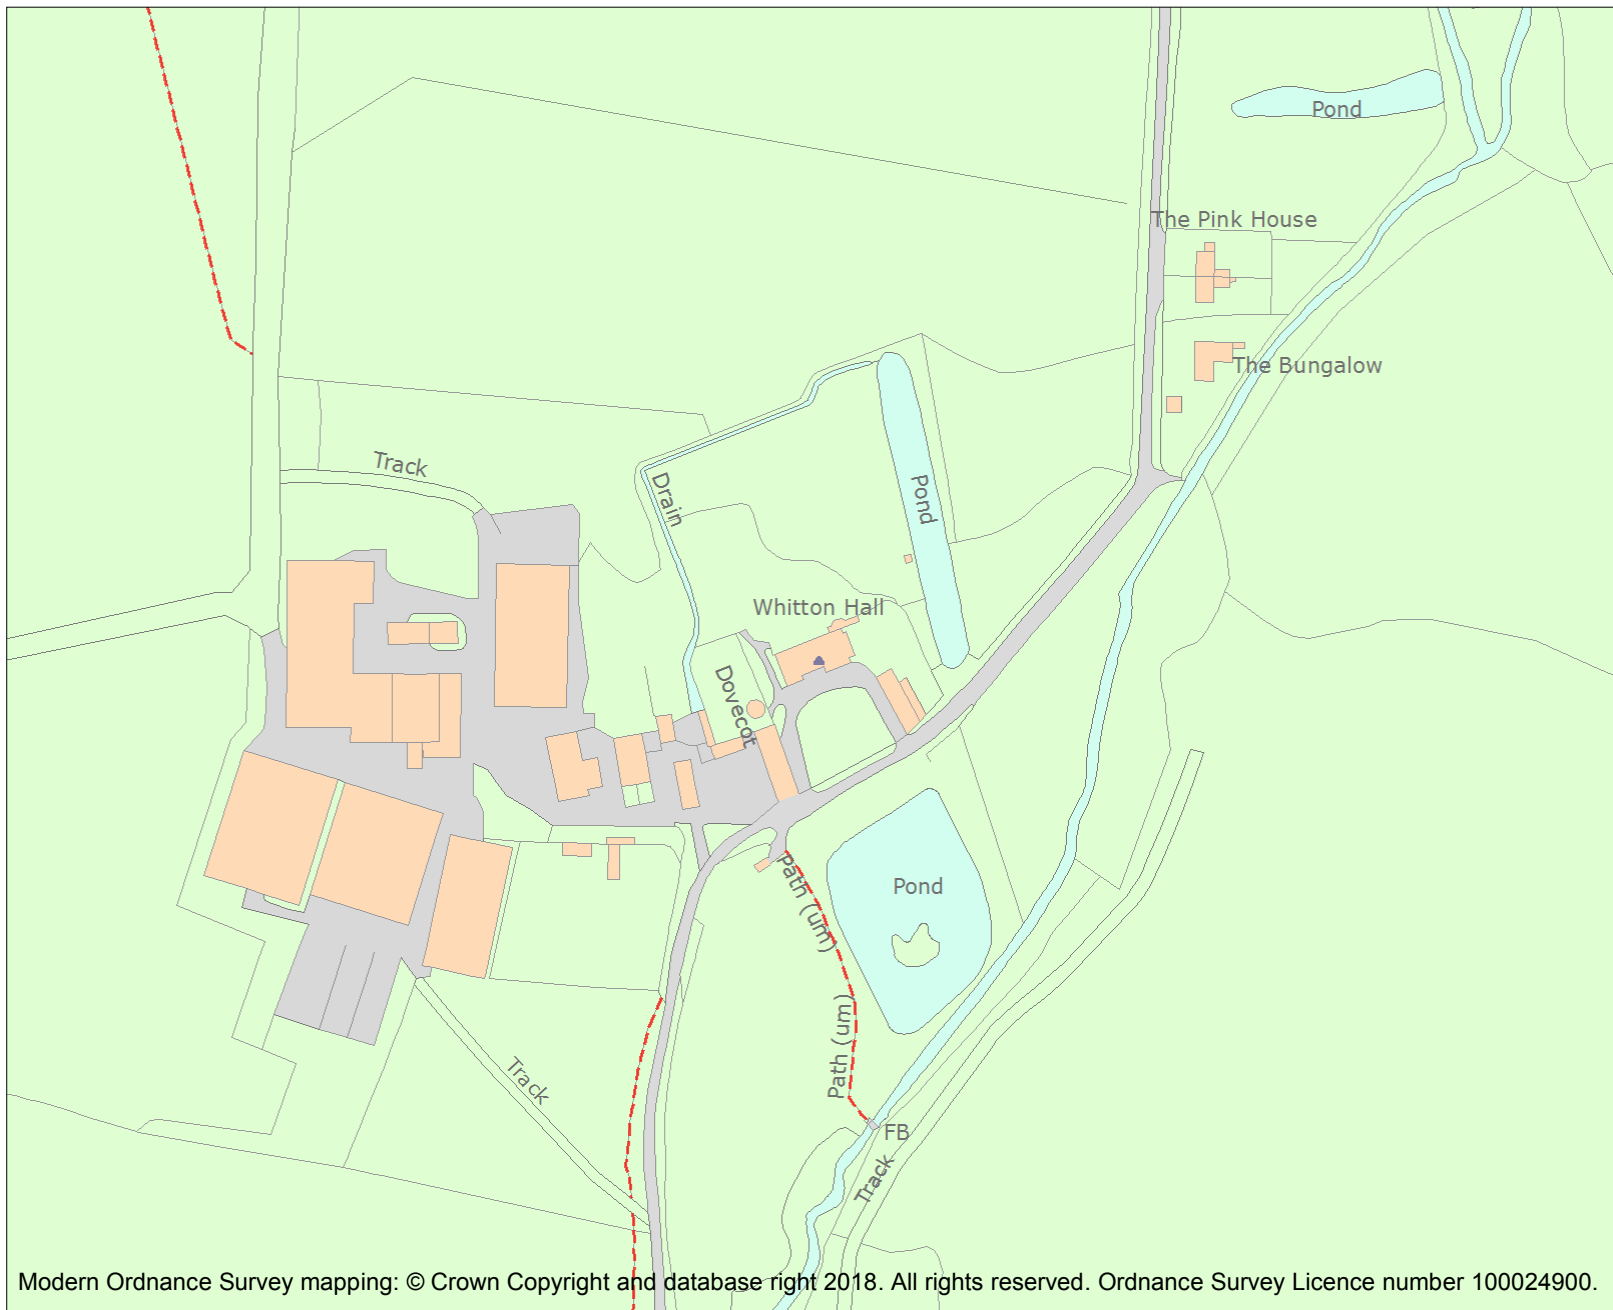 Pond
The Pink House
The Bungalow
Track
Drain
Pond
Whitton Hall
Dovecot
Path (um)
Pond
Path (um)
Track
FB
Track
Modern Ordnance Survey mapping: © Crown Copyright and database right 2018. All rights reserved. Ordnance Survey Licence number 100024900.